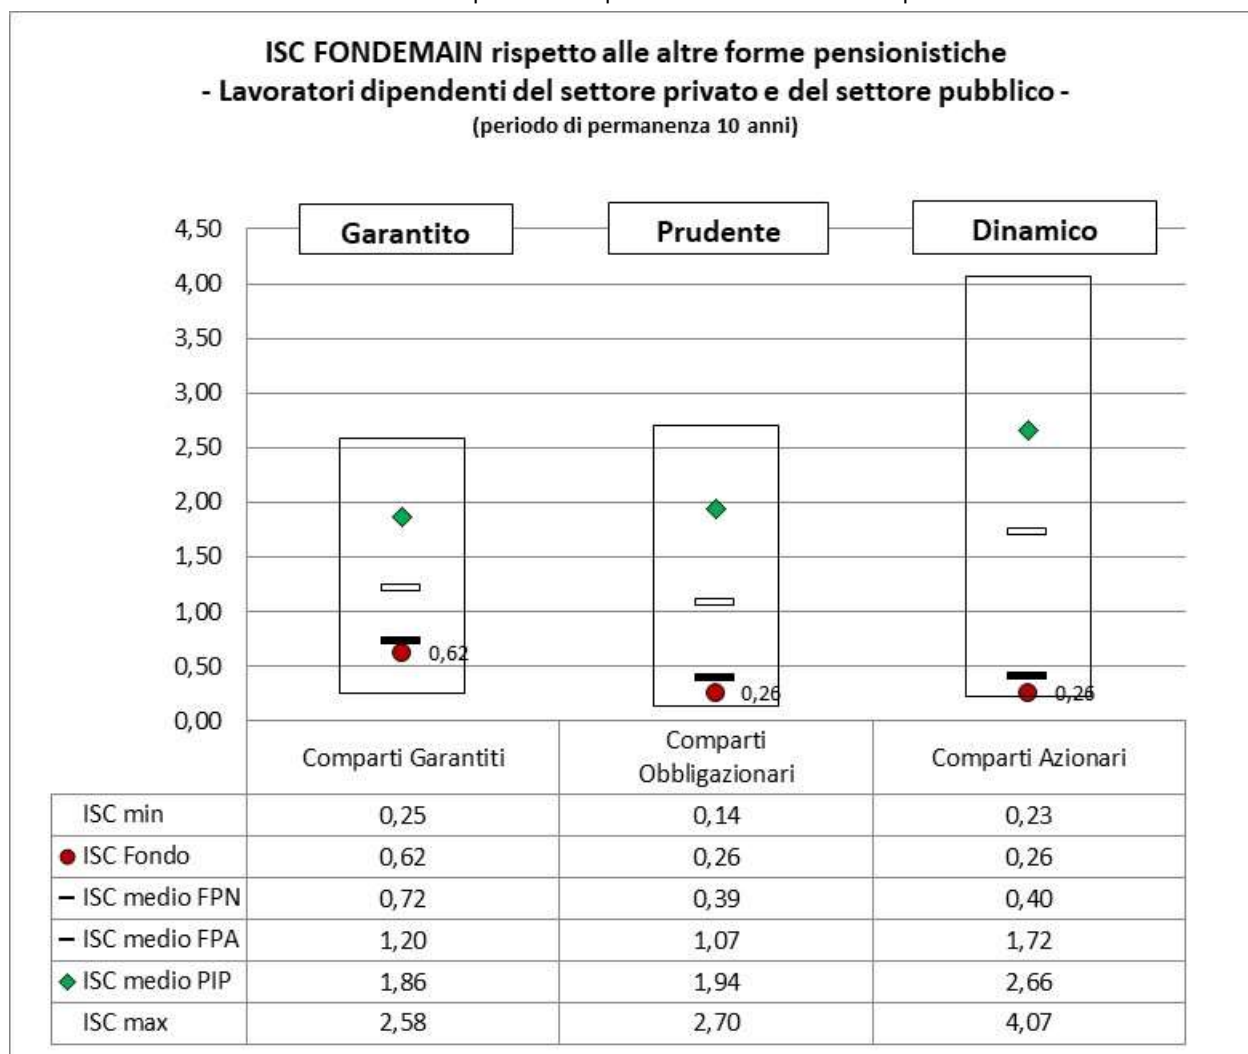 ISC FONDEMAIN rispetto alle altre forme pensionistiche
- Lavoratori dipendenti del settore privato e del settore pubblico -
(periodo di permanenza 10 anni)
Garantito Prudente Dinamico
4,50
4,00
3,50
3,00
2,50
2,00
1,50
1,00
0,50
0,00
0,62
0,26
0,26
Comparti Garantiti Comparti Obbligazionari Comparti Azionari
ISC min 0,25 0,14 0,23
ISC Fondo 0,62 0,26 0,26
ISC medio FPN 0,72 0,39 0,40
ISC medio FPA 1,20 1,07 1,72
ISC medio PIP 1,86 1,94 2,66
ISC max 2,58 2,70 4,07